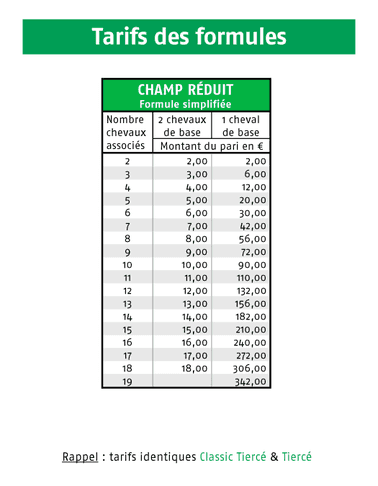 Tarifs des formules
CHAMP RÉDUIT
Formule simplifiée
Nombre chevaux associés 2 chevaux de base 1 cheval de base
Montant du pari en €
2 2,00 2,00
3 3,00 6,00
4 4,00 12,00
5 5,00 20,00
6 6,00 30,00
7 7,00 42,00
8 8,00 56,00
9 9,00 72,00
10 10,00 90,00
11 11,00 110,00
12 12,00 132,00
13 13,00 156,00
14 14,00 182,00
15 15,00 210,00
16 16,00 240,00
17 17,00 272,00
18 18,00 306,00
19 342,00
Rappel : tarifs identiques Classic Tiercé & Tiercé